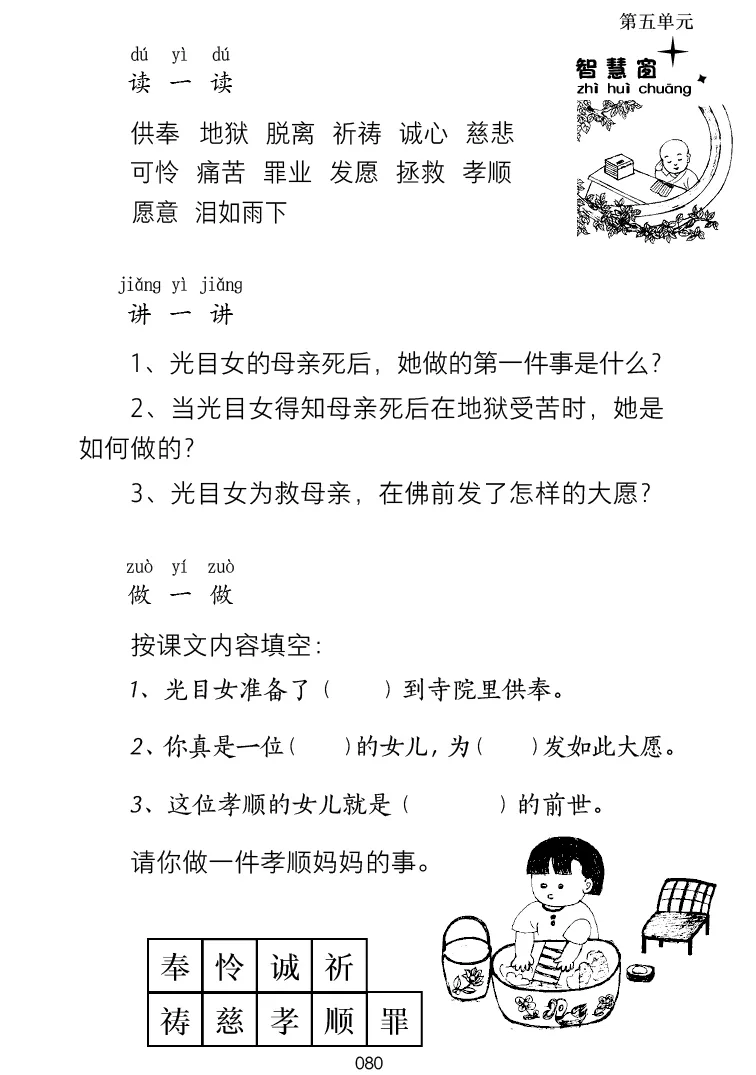 第五单元
智慧窗
zhì huì chuāng
dú yì dú
读一读
供奉 地狱 脱离 祈祷 诚心 慈悲
可怜 痛苦 罪业 发愿 拯救 孝顺
愿意 泪如雨下
jiǎng yì jiǎng
讲一讲
1、光目女的母亲死后，她做的第一件事是什么？
2、当光目女得知母亲死后在地狱受苦时，她是
如何做的？
3、光目女为救母亲，在佛前发了怎样的大愿？
zuò yí zuò
做一做
按课文内容填空：
1、光目女准备了（　　）到寺院里供奉。
2、你真是一位（　　）的女儿，为（　　）发如此大愿。
3、这位孝顺的女儿就是（　　　）的前世。
请你做一件孝顺妈妈的事。
奉 怜 诚 祈
祷 慈 孝 顺 罪
080